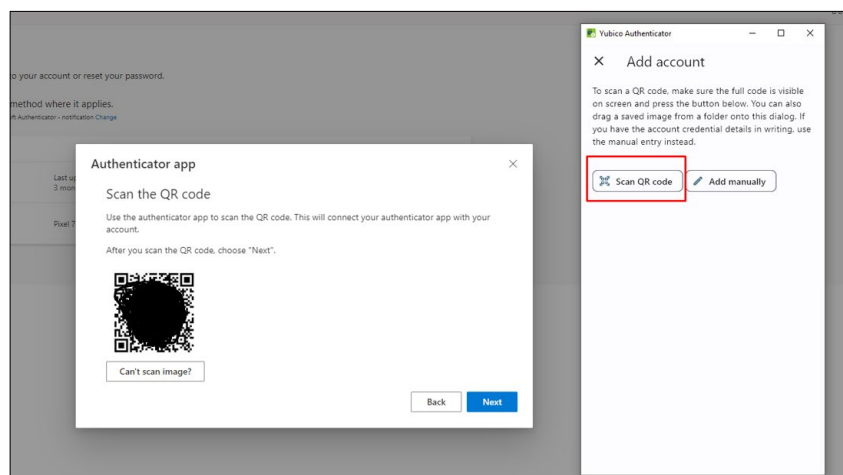 to your account or reset your password.
method where it applies.
ft Authenticator - notification Change
Last up
3 mon
Pixel 7
Authenticator app
Scan the QR code
Use the authenticator app to scan the QR code. This will connect your authenticator app with your
account.
After you scan the QR code, choose "Next".
Can't scan image?
Back Next
Yubico Authenticator
Add account
To scan a QR code, make sure the full code is visible
on screen and press the button below. You can also
drag a saved image from a folder onto this dialog. If
you have the account credential details in writing, use
the manual entry instead.
Scan QR code Add manually